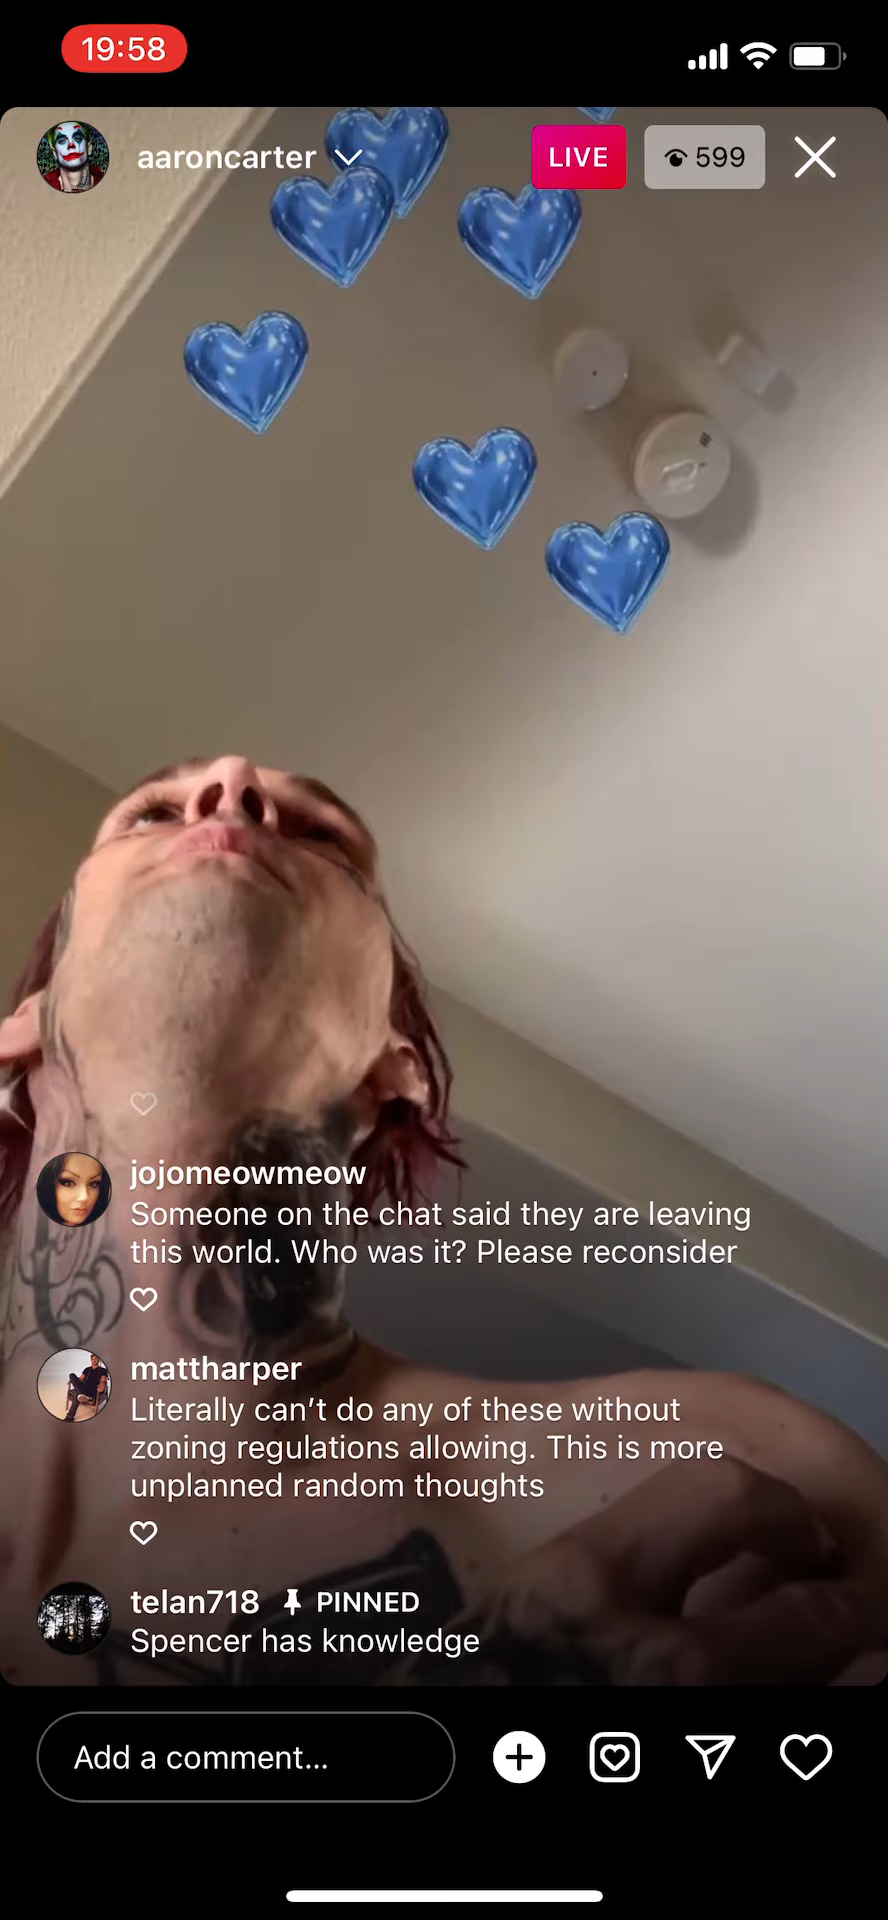 19:58
aaroncarter
LIVE
599
jojomeowmeow
Someone on the chat said they are leaving
this world. Who was it? Please reconsider
mattharper
Literally can’t do any of these without
zoning regulations allowing. This is more
unplanned random thoughts
telan718 PINNED
Spencer has knowledge
Add a comment...